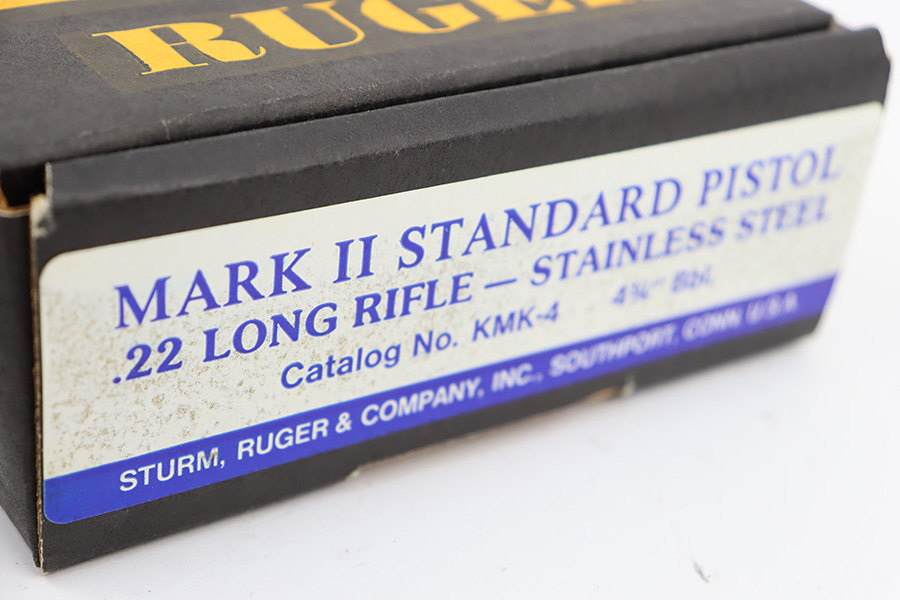 RUGER
MARK II STANDARD PISTOL
.22 LONG RIFLE — STAINLESS STEEL
Catalog No. KMK-4 4¾" Bbl.
STURM, RUGER & COMPANY, INC., SOUTHPORT, CONN. U.S.A.